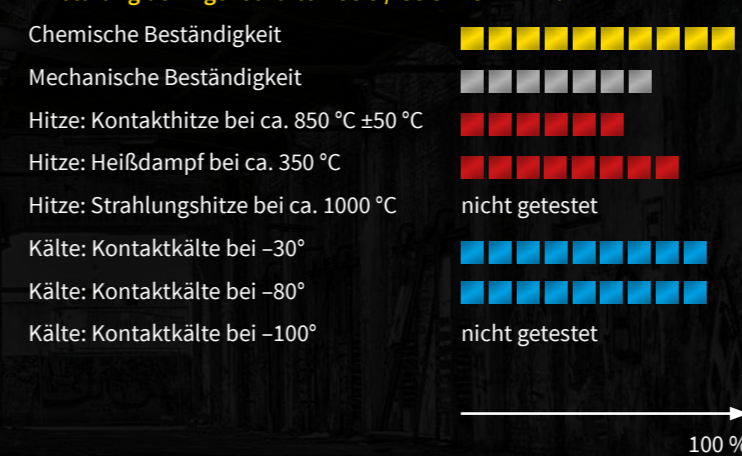 Chemische Beständigkeit
Mechanische Beständigkeit
Hitze: Kontakthitze bei ca. 850 °C ±50 °C
Hitze: Heißdampf bei ca. 350 °C
Hitze: Strahlungshitze bei ca. 1000 °C nicht getestet
Kälte: Kontaktkälte bei –30°
Kälte: Kontaktkälte bei –80°
Kälte: Kontaktkälte bei –100° nicht getestet
100 %